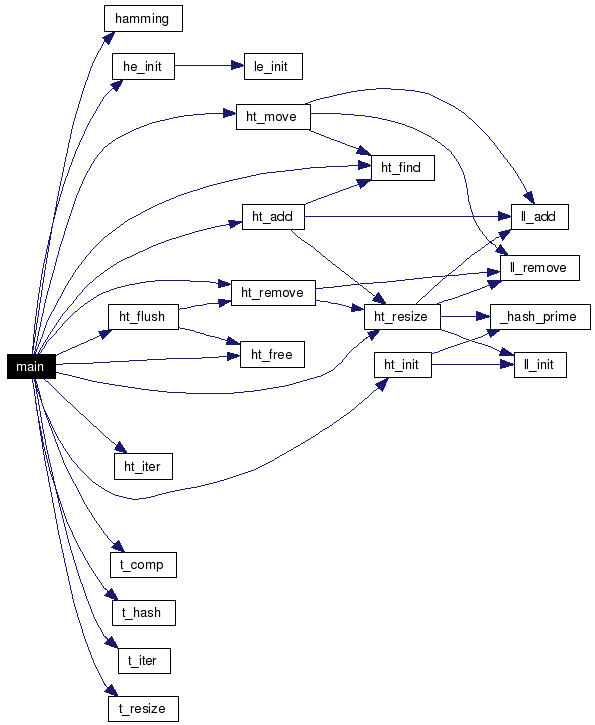 hamming
he_init
le_init
ht_move
ht_find
ht_add
ll_add
ll_remove
ht_remove
ht_flush
ht_resize
_hash_prime
ht_free
main
ht_init
ll_init
ht_iter
t_comp
t_hash
t_iter
t_resize